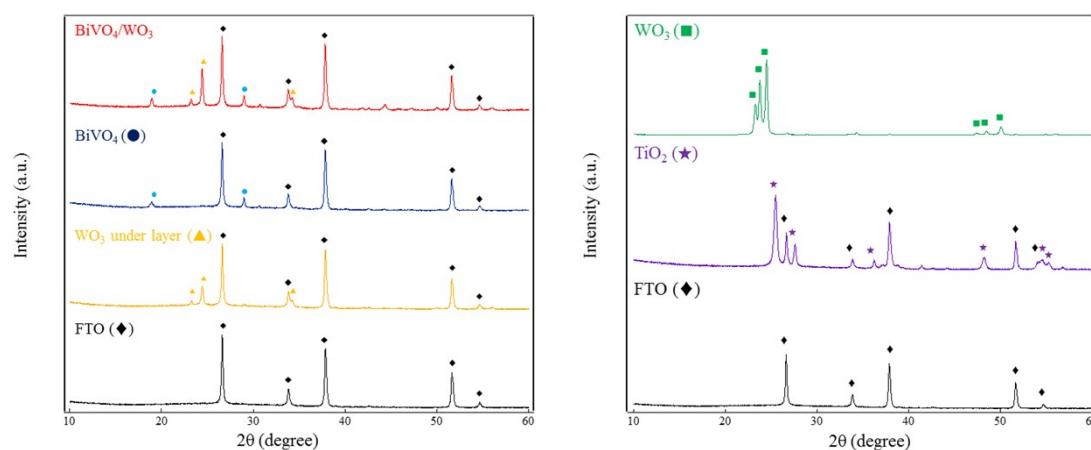 BiVO₄/WO₃
BiVO₄ (●)
WO₃ under layer (▲)
FTO (♦)
Intensity (a.u.)
10 20 30 40 50 60
2θ (degree)
WO₃ (■)
TiO₂ (★)
FTO (♦)
Intensity (a.u.)
10 20 30 40 50 60
2θ (degree)